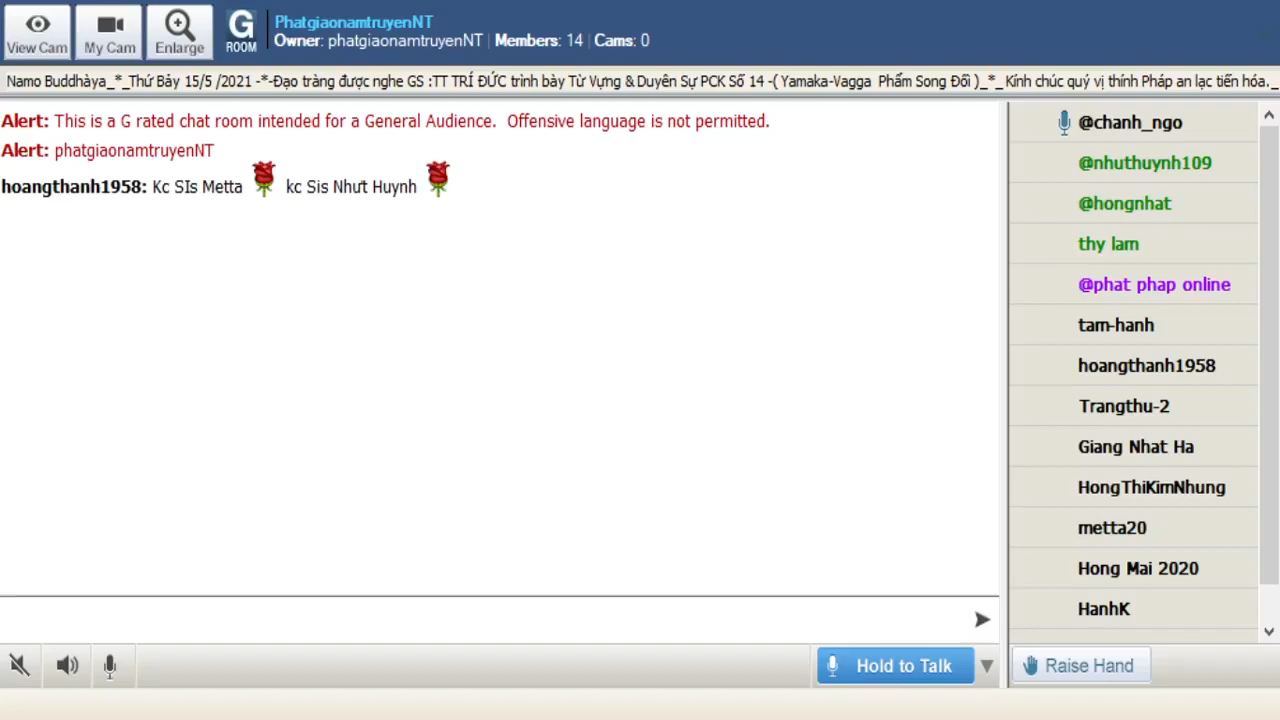 View Cam
My Cam
Enlarge
G
ROOM
PhatgiaonamtruyenNT
Owner: phatgiaonamtruyenNT | Members: 14 | Cams: 0
Namo Buddhàya_*_Thứ Bảy 15/5 /2021 -*-Đạo tràng được nghe GS :TT TRÍ ĐỨC trình bày Từ Vựng & Duyên Sự PCK Số 14 -( Yamaka-Vagga Phẩm Song Đối )_*_ Kính chúc quý vị thính Pháp an lạc tiến hóa._
Alert: This is a G rated chat room intended for a General Audience. Offensive language is not permitted.
Alert: phatgiaonamtruyenNT
hoangthanh1958: Kc SIs Metta kc Sis Như't Huynh
@chanh_ngo
@nhuthuynh109
@hongnhat
thy lam
@phat phap online
tam-hanh
hoangthanh1958
Trangthu-2
Giang Nhat Ha
HongThiKimNhung
metta20
Hong Mai 2020
HanhK
Hold to Talk
Raise Hand